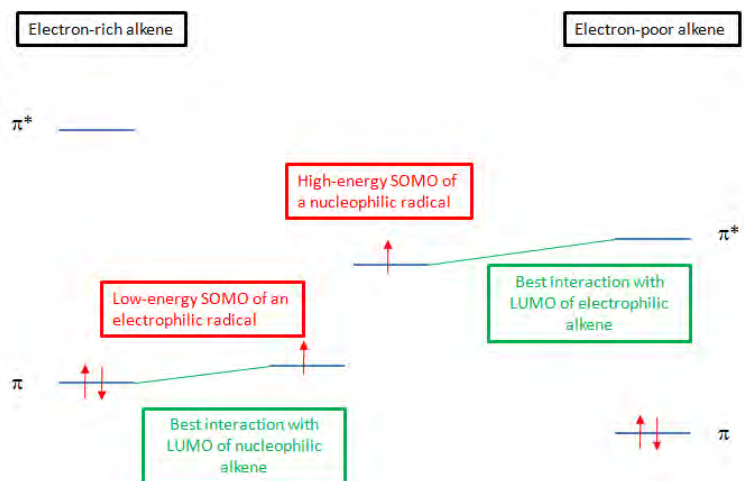 Electron-rich alkene
Electron-poor alkene
π*
High-energy SOMO of
a nucleophilic radical
π*
Low-energy SOMO of an
electrophilic radical
Best interaction with
LUMO of electrophilic
alkene
π
Best interaction with
LUMO of nucleophilic
alkene
π